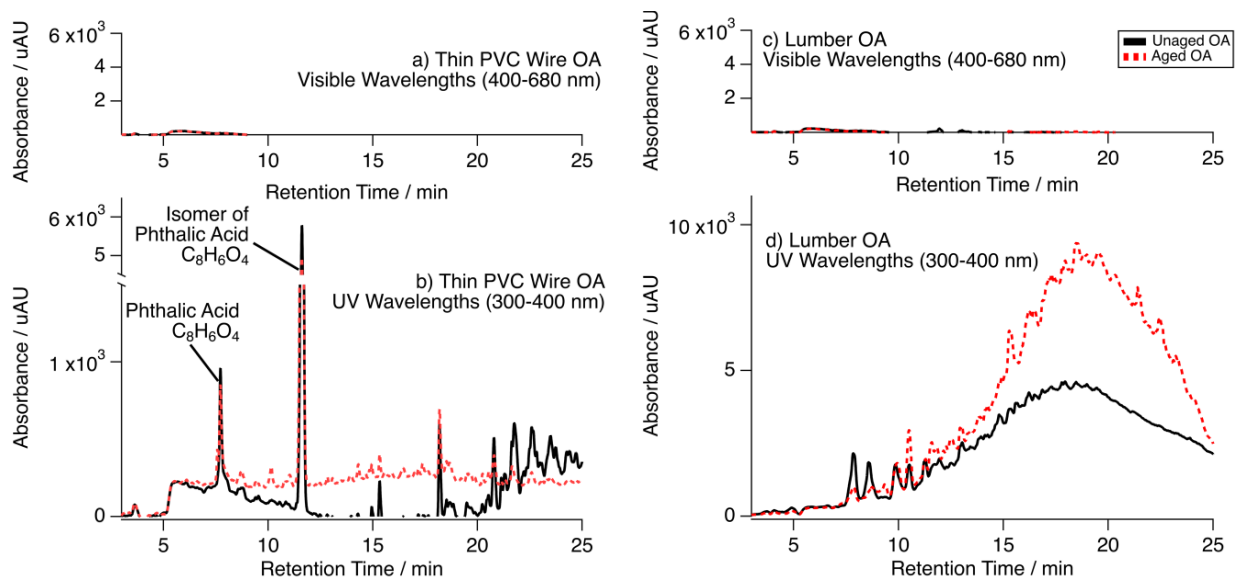 6 x10³
4
2
Absorbance / uAU
a) Thin PVC Wire OA
Visible Wavelengths (400-680 nm)
5
10
15
20
25
Retention Time / min
6 x10³
5
1 x10³
0
Absorbance / uAU
Isomer of
Phthalic Acid
C₈H₆O₄
Phthalic Acid
C₈H₆O₄
b) Thin PVC Wire OA
UV Wavelengths (300-400 nm)
5
10
15
20
25
Retention Time / min
6 x10³
4
2
Absorbance / uAU
c) Lumber OA
Visible Wavelengths (400-680 nm)
Unaged OA
Aged OA
5
10
15
20
25
Retention Time / min
10 x10³
5
0
Absorbance / uAU
d) Lumber OA
UV Wavelengths (300-400 nm)
5
10
15
20
25
Retention Time / min